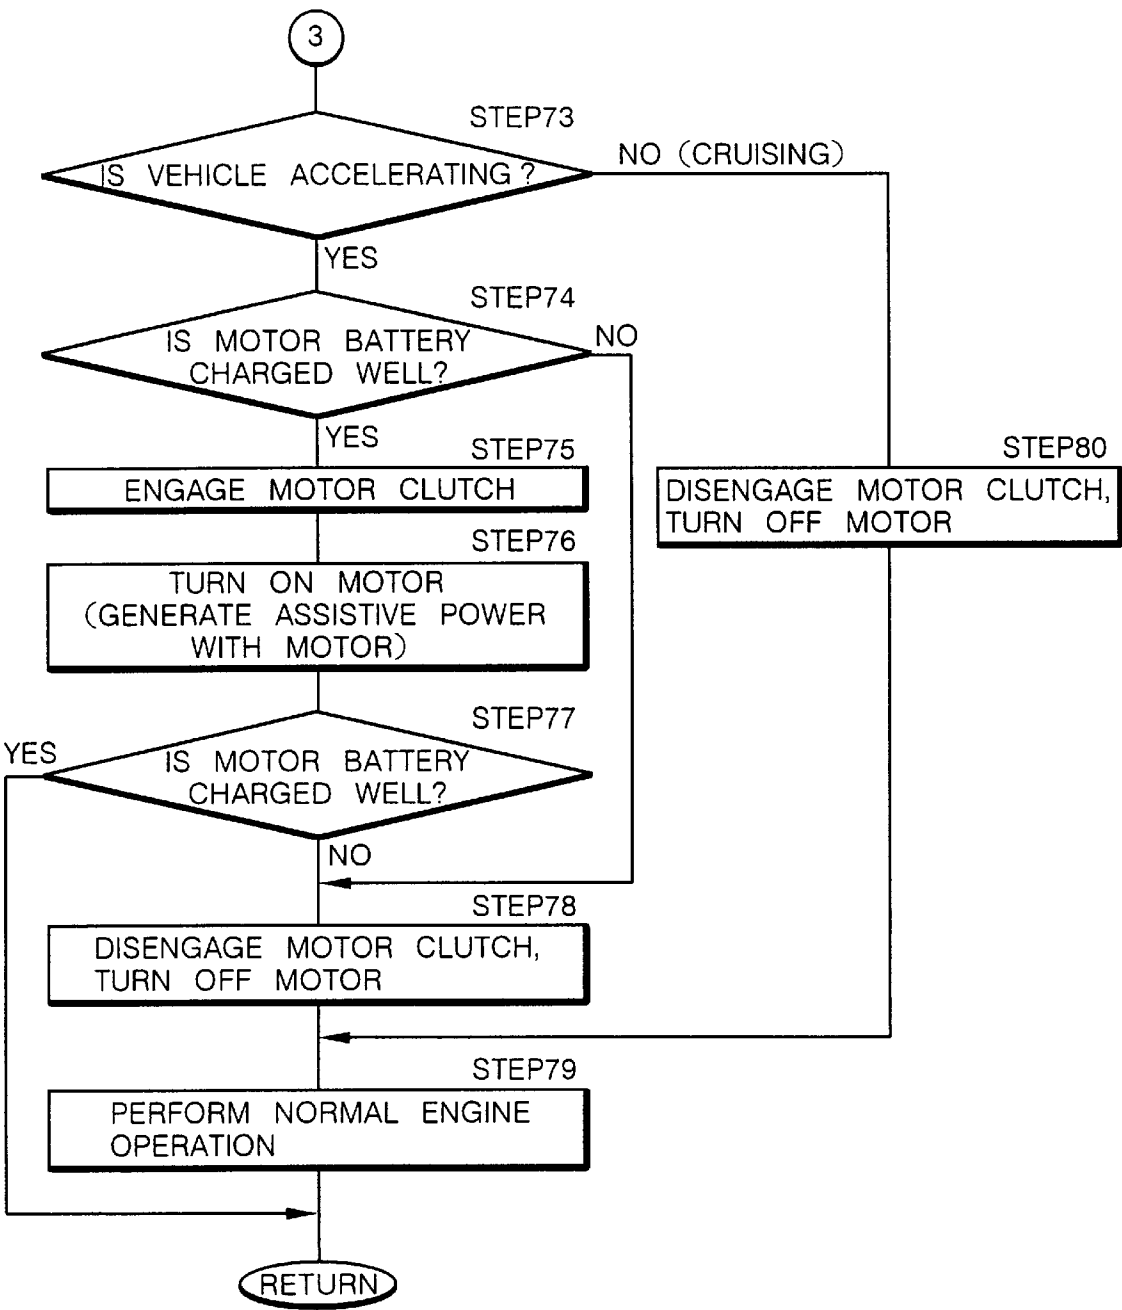 3
STEP73
IS VEHICLE ACCELERATING?
NO (CRUISING)
YES
STEP74
IS MOTOR BATTERY
CHARGED WELL?
NO
YES
STEP75
ENGAGE MOTOR CLUTCH
STEP80
DISENGAGE MOTOR CLUTCH,
TURN OFF MOTOR
STEP76
TURN ON MOTOR
(GENERATE ASSISTIVE POWER
WITH MOTOR)
STEP77
YES
IS MOTOR BATTERY
CHARGED WELL?
NO
STEP78
DISENGAGE MOTOR CLUTCH,
TURN OFF MOTOR
STEP79
PERFORM NORMAL ENGINE
OPERATION
RETURN